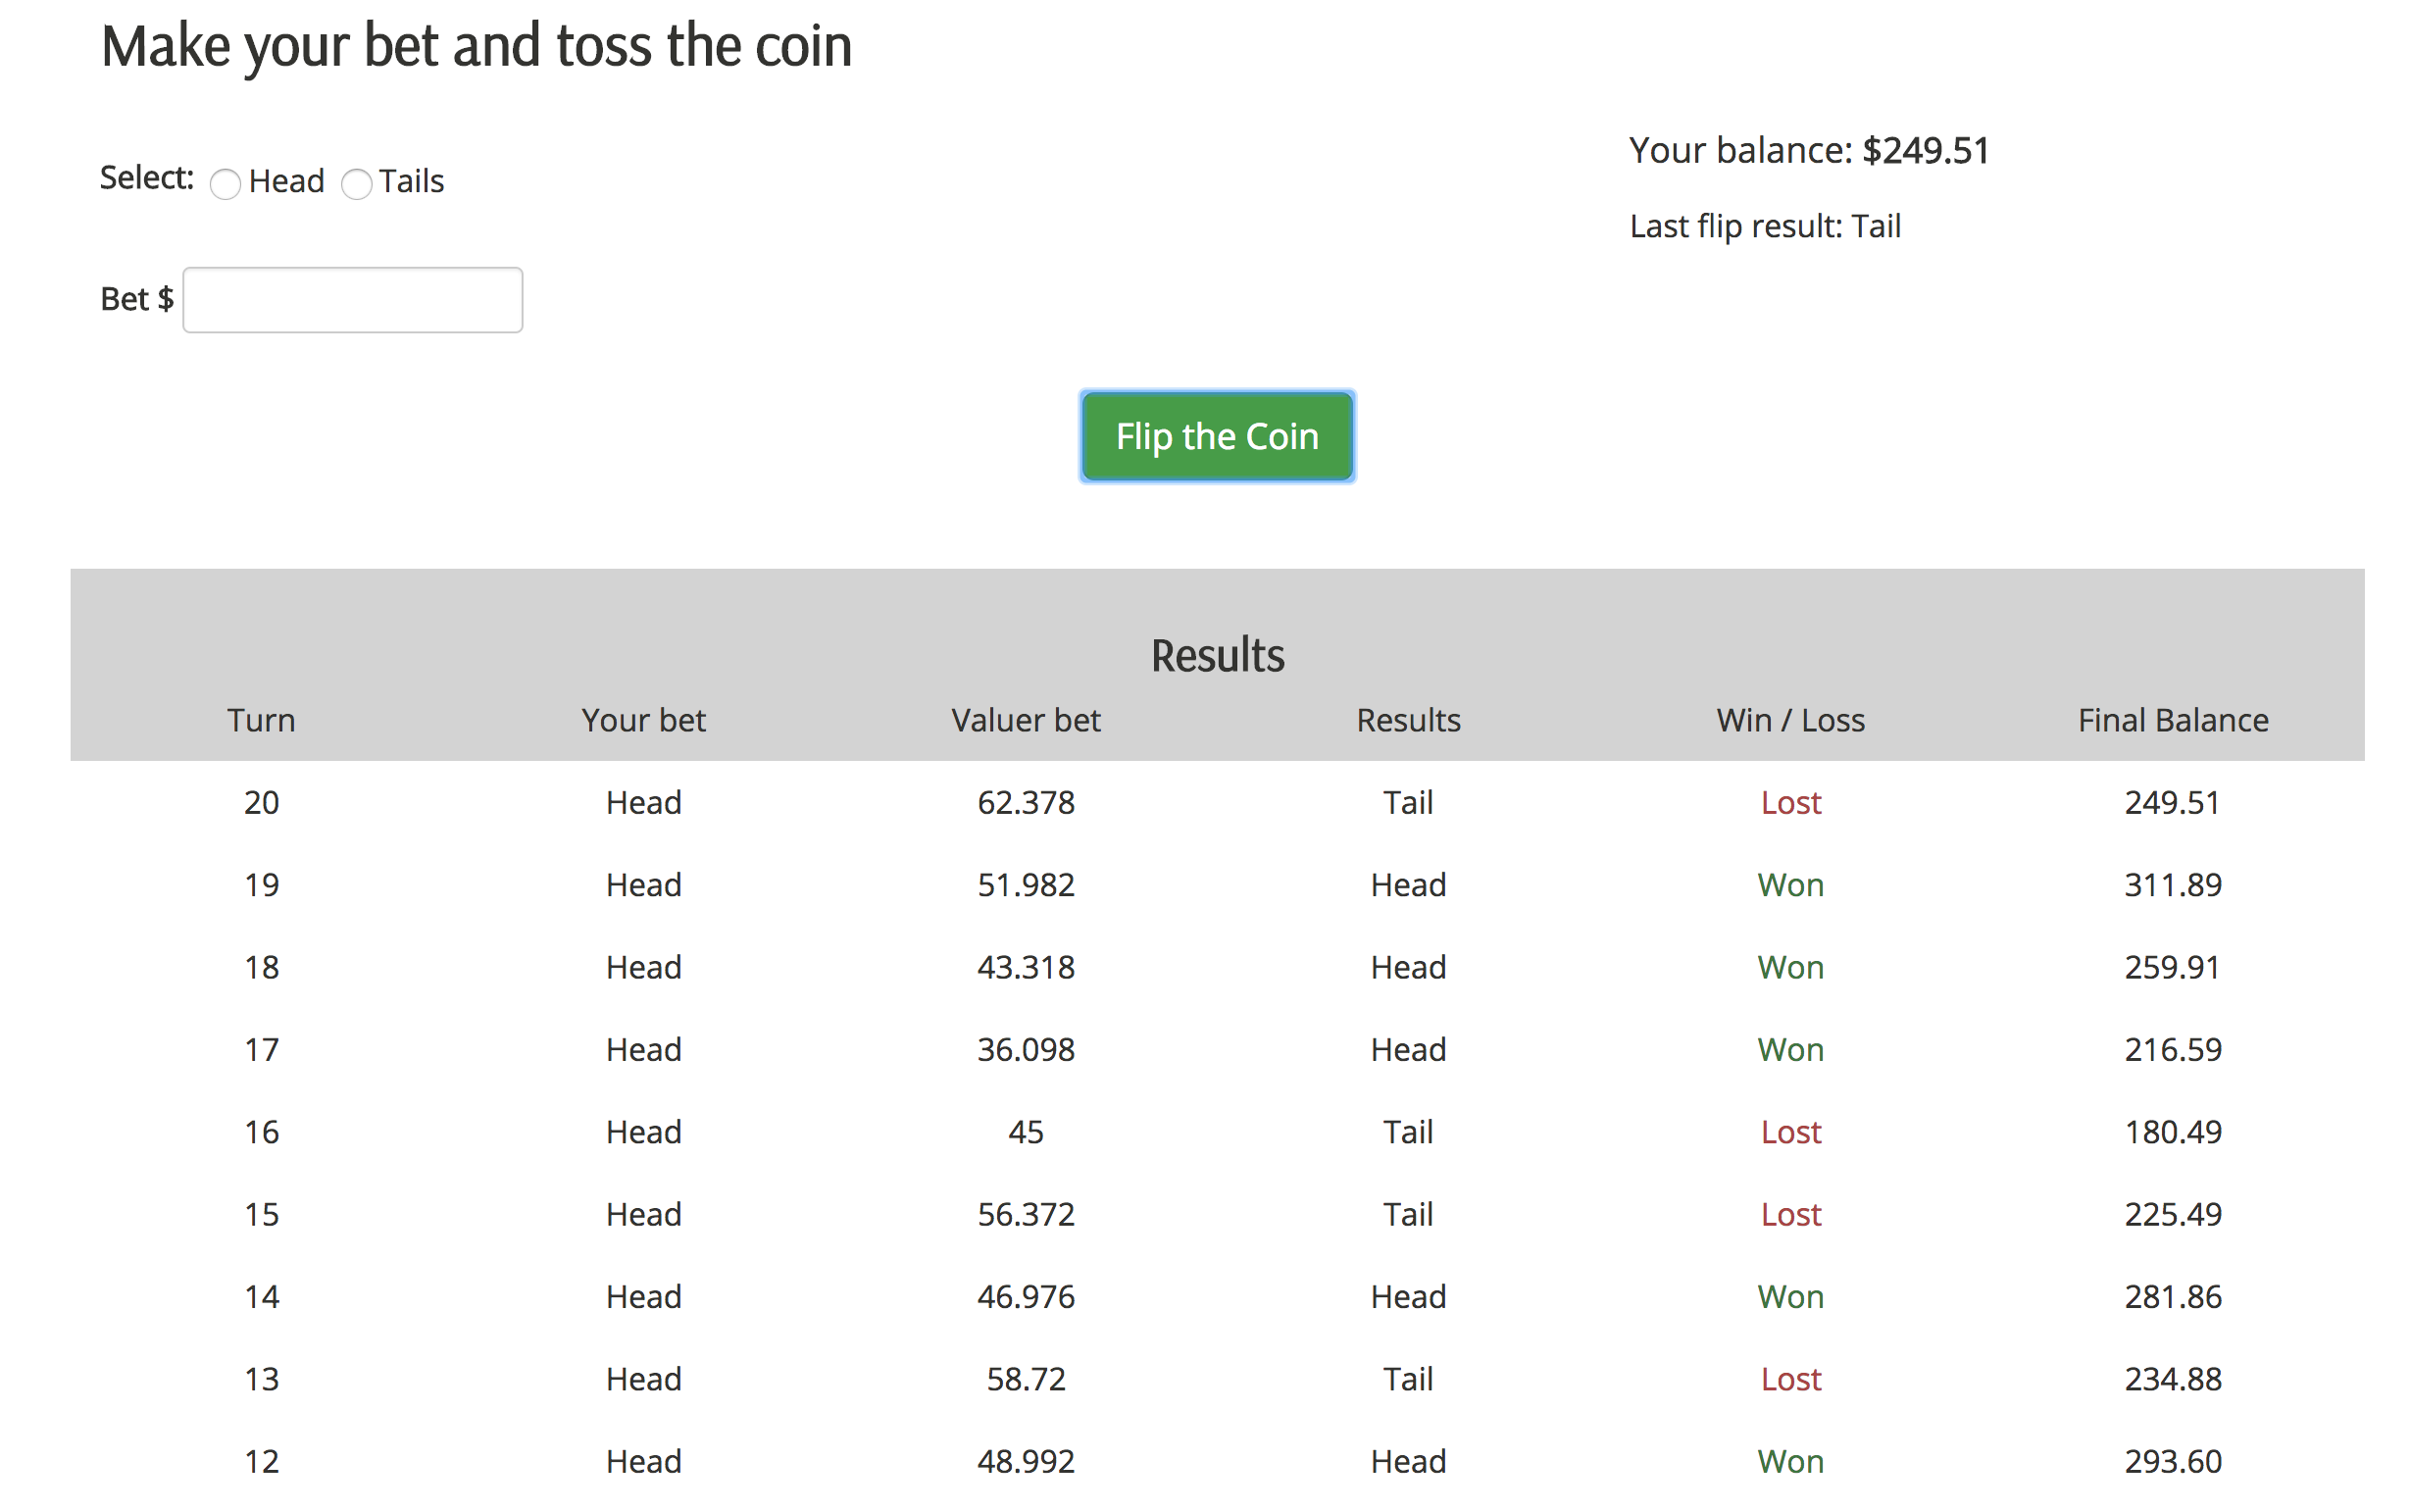 Make your bet and toss the coin
Your balance: $249.51
Select: Head Tails
Last flip result: Tail
Bet $
Flip the Coin
Results
Turn Your bet Valuer bet Results Win / Loss Final Balance
20 Head 62.378 Tail Lost 249.51
19 Head 51.982 Head Won 311.89
18 Head 43.318 Head Won 259.91
17 Head 36.098 Head Won 216.59
16 Head 45 Tail Lost 180.49
15 Head 56.372 Tail Lost 225.49
14 Head 46.976 Head Won 281.86
13 Head 58.72 Tail Lost 234.88
12 Head 48.992 Head Won 293.60